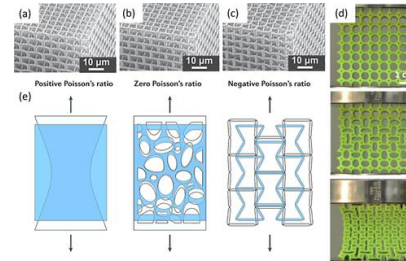 (a)
(b)
(c)
(d)
10 µm
10 µm
10 µm
Positive Poisson's ratio
Zero Poisson's ratio
Negative Poisson's ratio
(e)